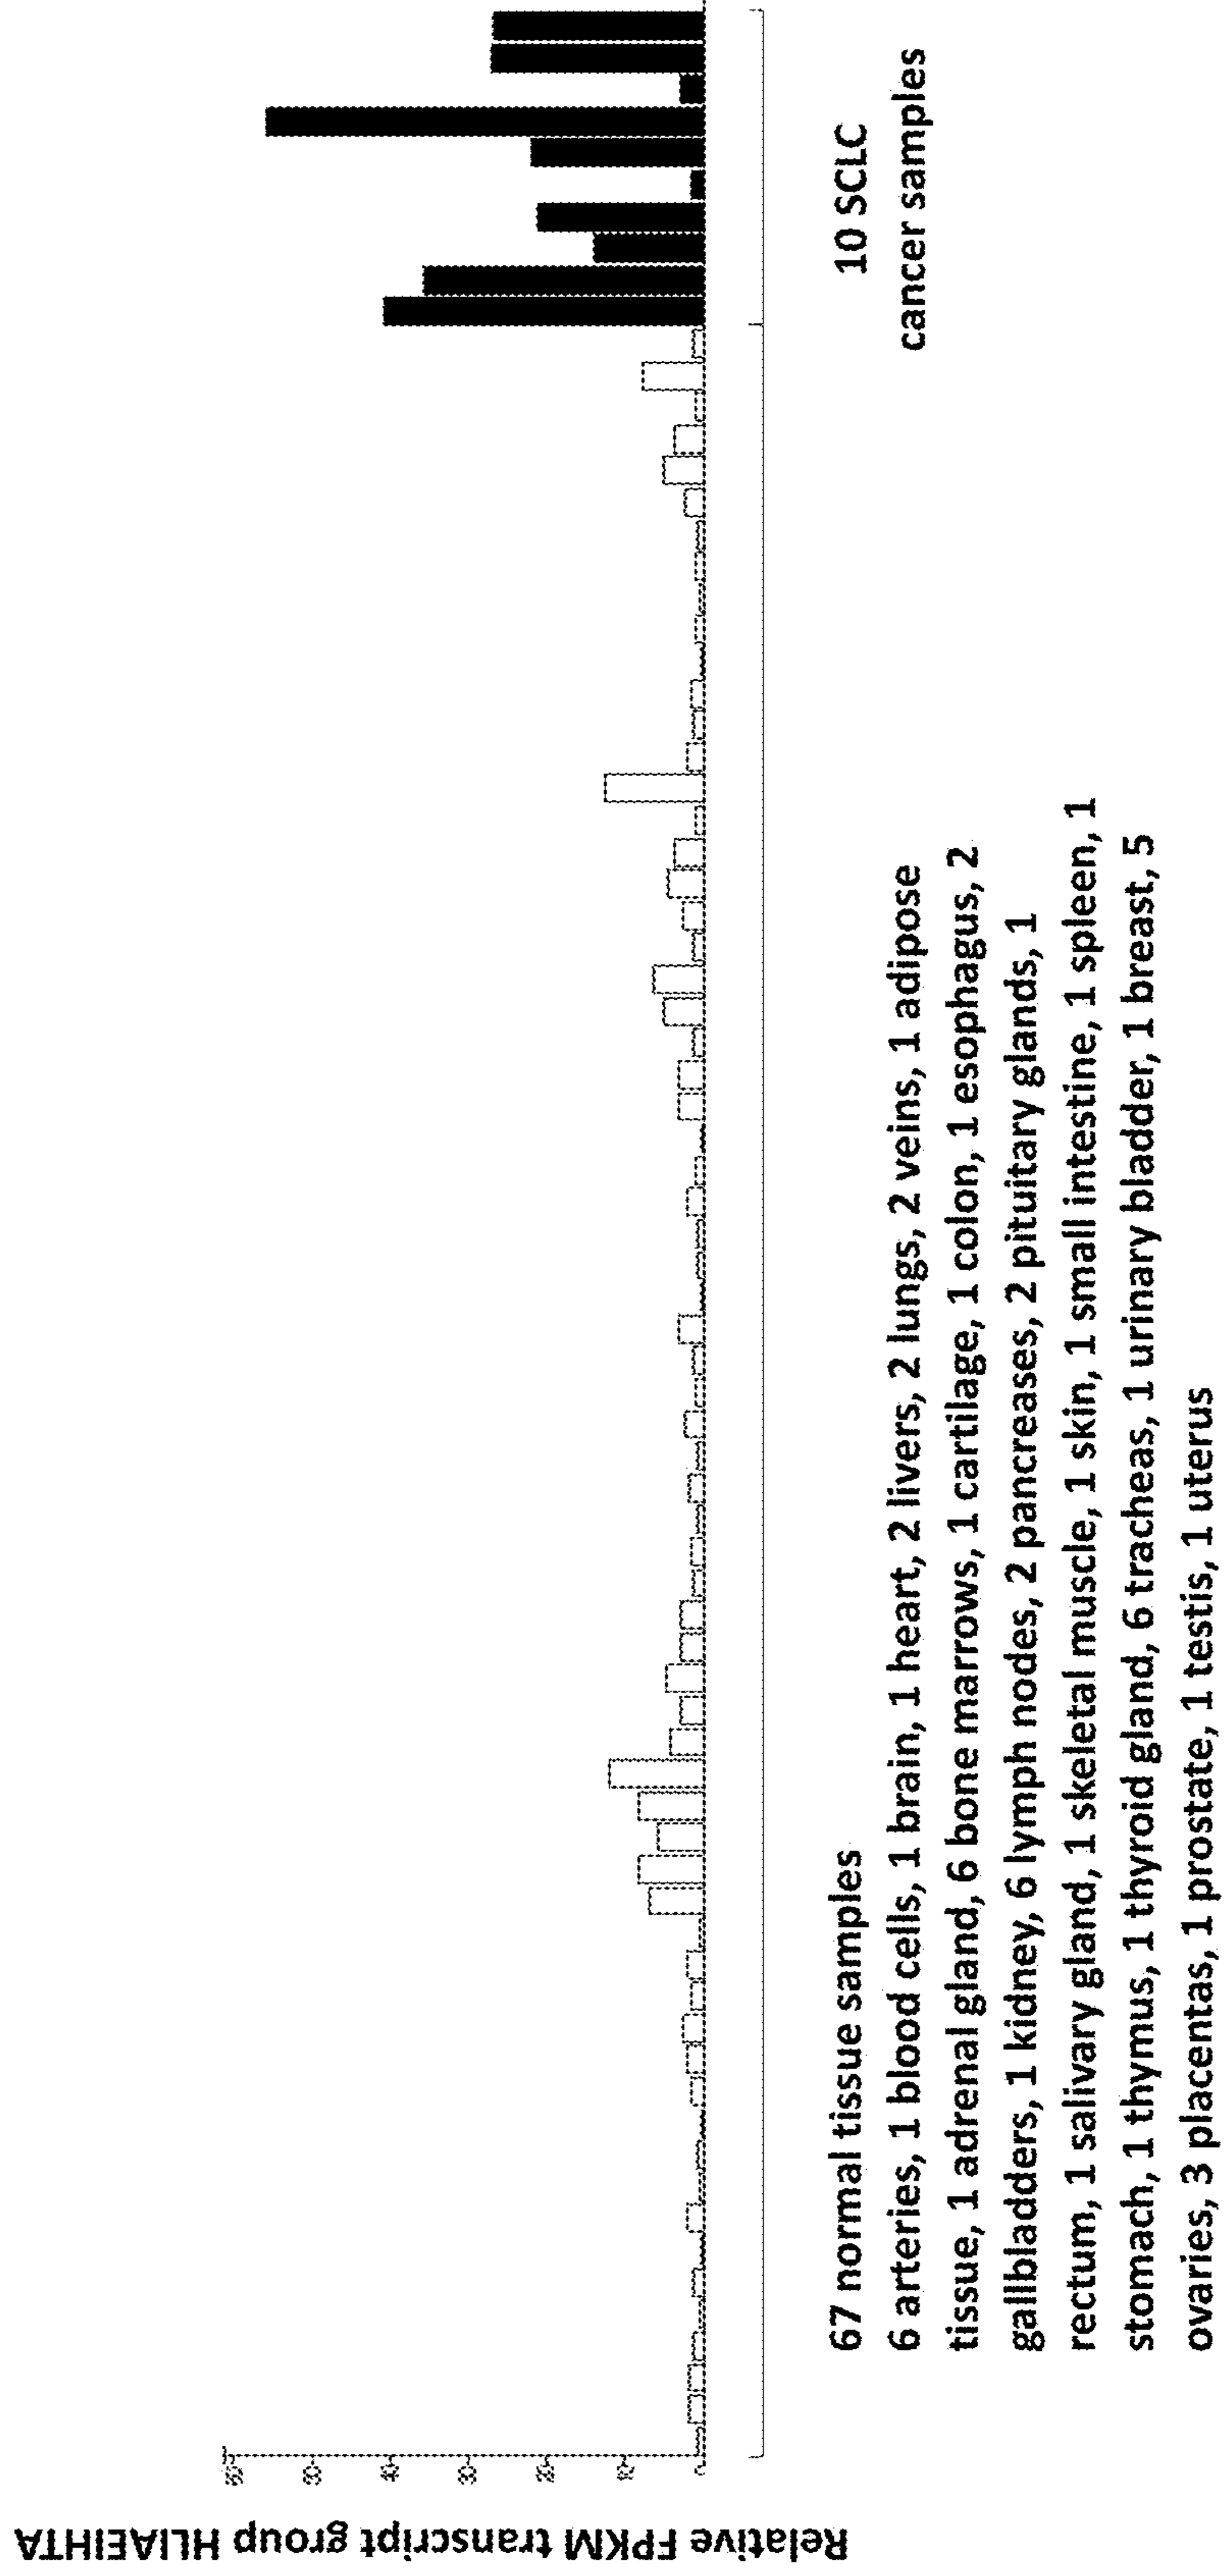 Relative FPKM transcript group HLIAEIHTA
0
10
20
30
67 normal tissue samples
6 arteries, 1 blood cells, 1 brain, 1 heart, 2 livers, 2 lungs, 2 veins, 1 adipose
tissue, 1 adrenal gland, 6 bone marrows, 1 cartilage, 1 colon, 1 esophagus, 2
gallbladders, 1 kidney, 6 lymph nodes, 2 pancreases, 2 pituitary glands, 1
rectum, 1 salivary gland, 1 skeletal muscle, 1 skin, 1 small intestine, 1 spleen, 1
stomach, 1 thymus, 1 thyroid gland, 6 tracheas, 1 urinary bladder, 1 breast, 5
ovaries, 3 placentas, 1 prostate, 1 testis, 1 uterus
10 SCLC
cancer samples